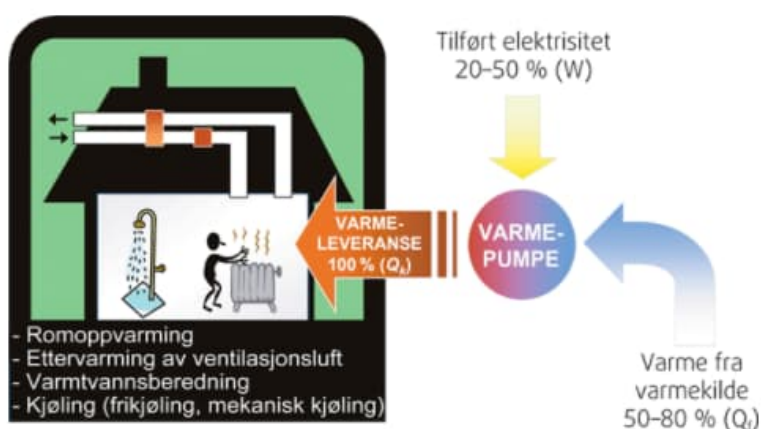 Tilført elektrisitet
20–50 % (W)
VARME-
LEVERANSE
100 % (Qk)
VARME-
PUMPE
- Romoppvarming
- Ettervarming av ventilasjonsluft
- Varmtvannsberedning
- Kjøling (frikjøling, mekanisk kjøling)
Varme fra
varmekilde
50–80 % (Qf)